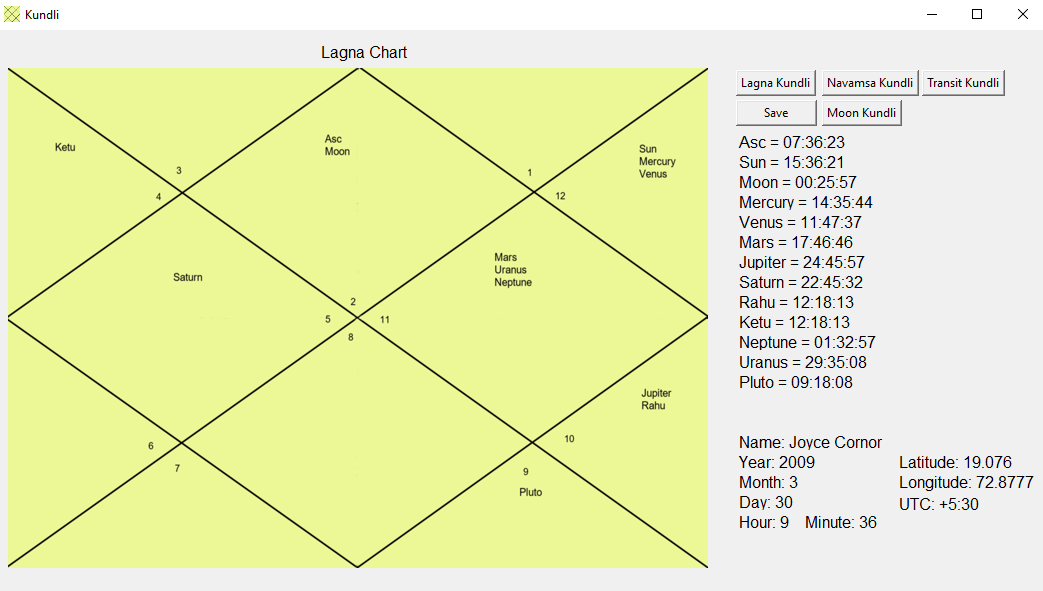 Kundli
Lagna Chart
Lagna Kundli
Navamsa Kundli
Transit Kundli
Save
Moon Kundli
Ketu
3
4
Asc
Moon
1
12
Sun
Mercury
Venus
Saturn
Mars
Uranus
Neptune
2
5
11
8
Jupiter
Rahu
6
7
10
9
Pluto
Asc = 07:36:23
Sun = 15:36:21
Moon = 00:25:57
Mercury = 14:35:44
Venus = 11:47:37
Mars = 17:46:46
Jupiter = 24:45:57
Saturn = 22:45:32
Rahu = 12:18:13
Ketu = 12:18:13
Neptune = 01:32:57
Uranus = 29:35:08
Pluto = 09:18:08
Name: Joyce Cornor
Year: 2009
Month: 3
Day: 30
Hour: 9 Minute: 36
Latitude: 19.076
Longitude: 72.8777
UTC: +5:30